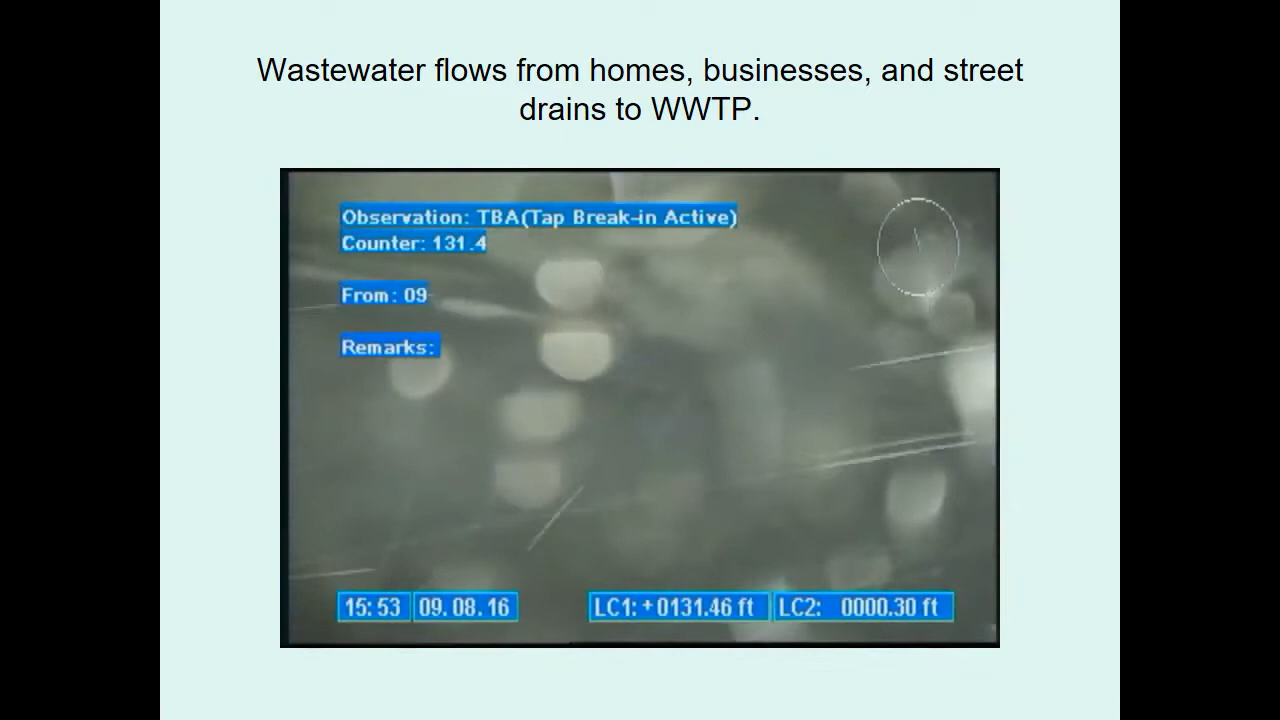 Wastewater flows from homes, businesses, and street
drains to WWTP.
Observation: TBA(Tap Break-in Active)
Counter: 131.4
From: 09
Remarks:
15:53 09.08.16 LC1: +0131.46 ft LC2: 0000.30 ft